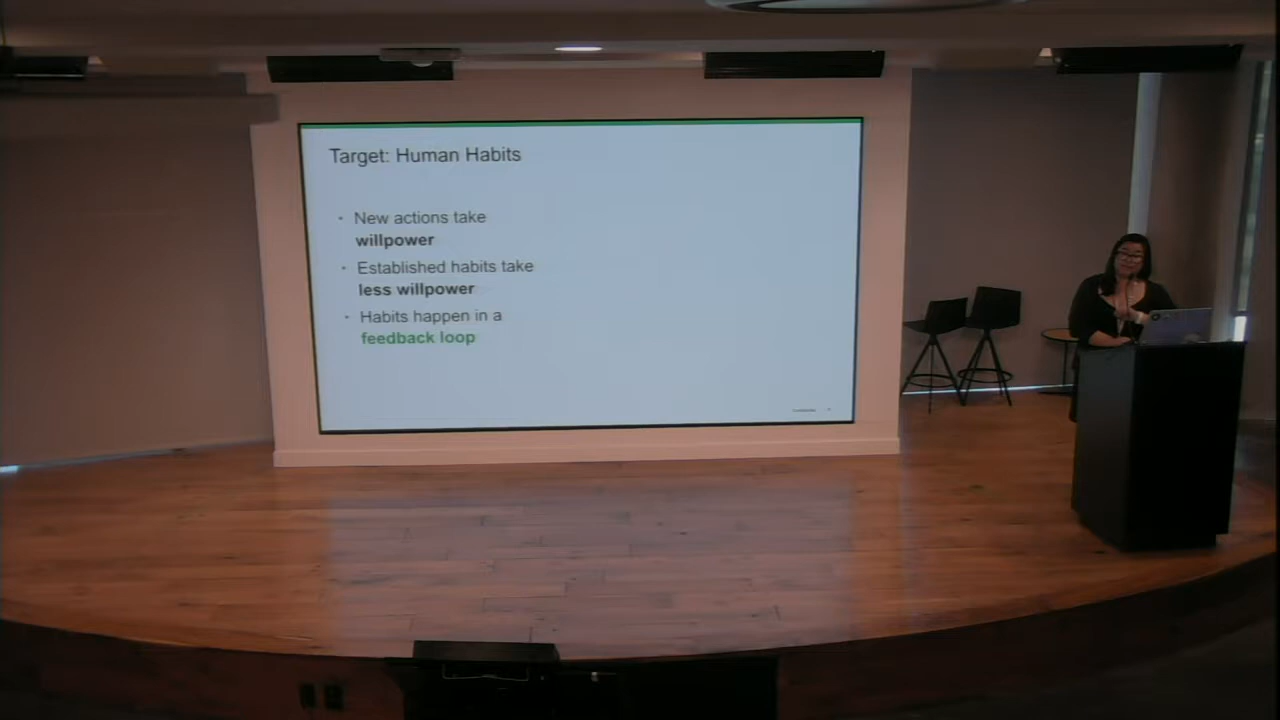 Target: Human Habits
• New actions take
willpower
• Established habits take
less willpower
• Habits happen in a
feedback loop